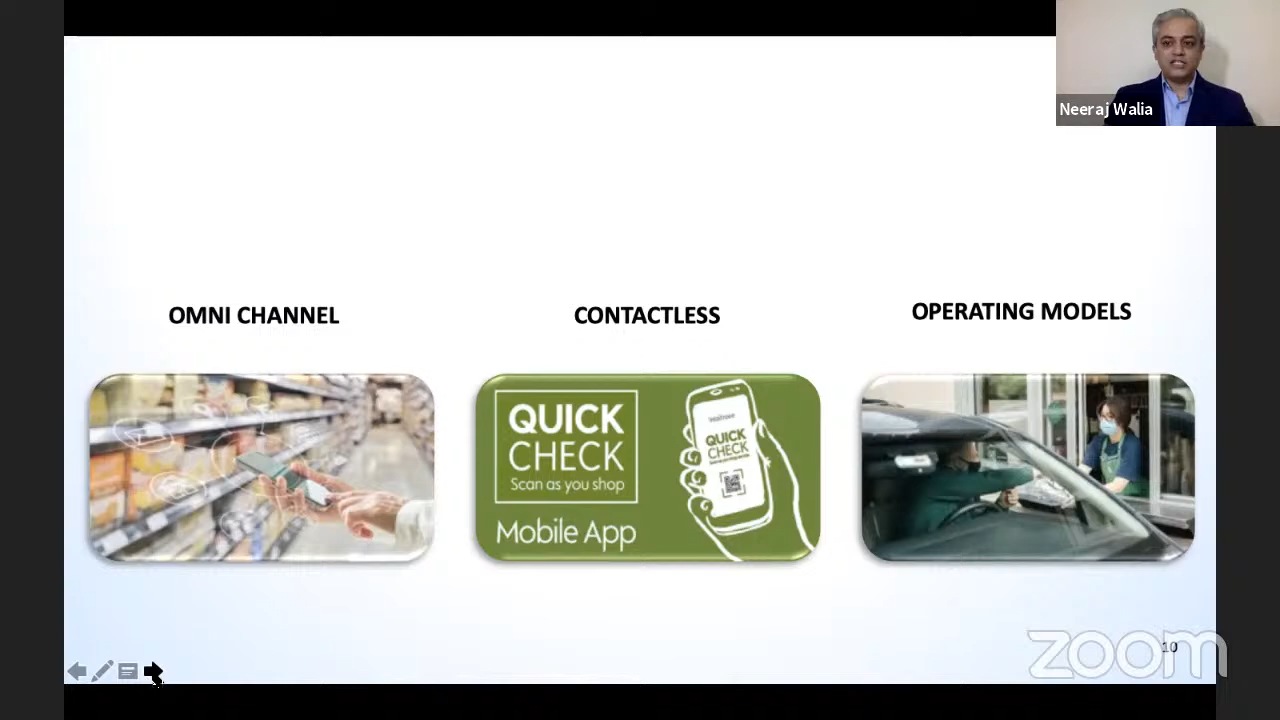 Neeraj Walia
OMNI CHANNEL
CONTACTLESS
OPERATING MODELS
QUICK
CHECK
Scan as you shop
Mobile App
QUICK
CHECK
zoom
10